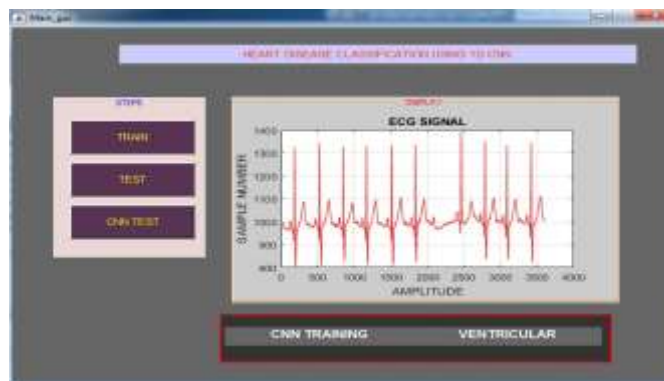 Main_gui
HEART DISEASE CLASSIFICATION USING 1D CNN
STEPS
TRAIN
TEST
CNN TEST
DISPLAY
ECG SIGNAL
SAMPLE NUMBER
1400
1300
1200
1100
1000
900
800
0 500 1000 1500 2000 2500 3000 3500 4000
AMPLITUDE
CNN TRAINING VENTRICULAR